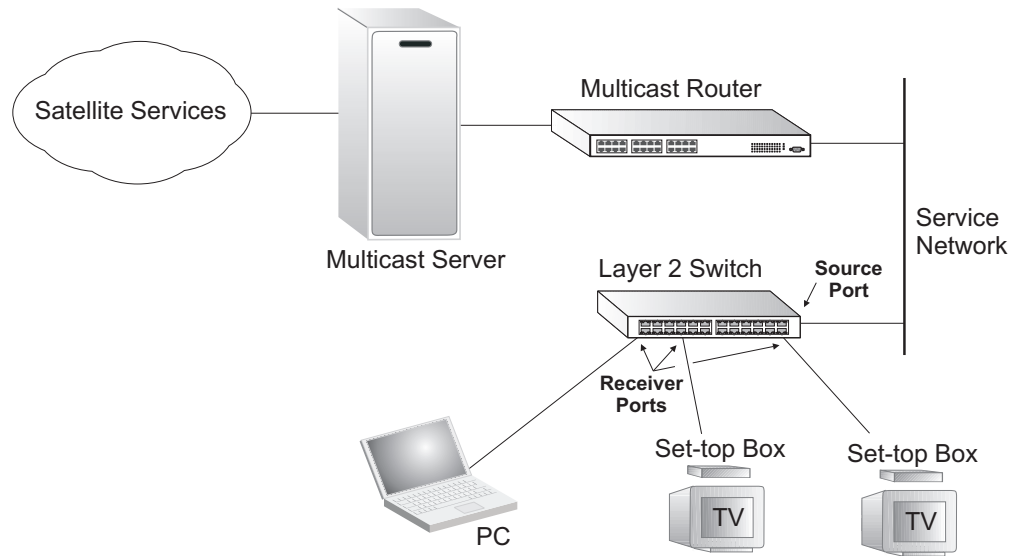 Satellite Services
Multicast Router
Multicast Server
Service
Network
Layer 2 Switch
Source
Port
Receiver
Ports
Set-top Box
Set-top Box
TV
TV
PC